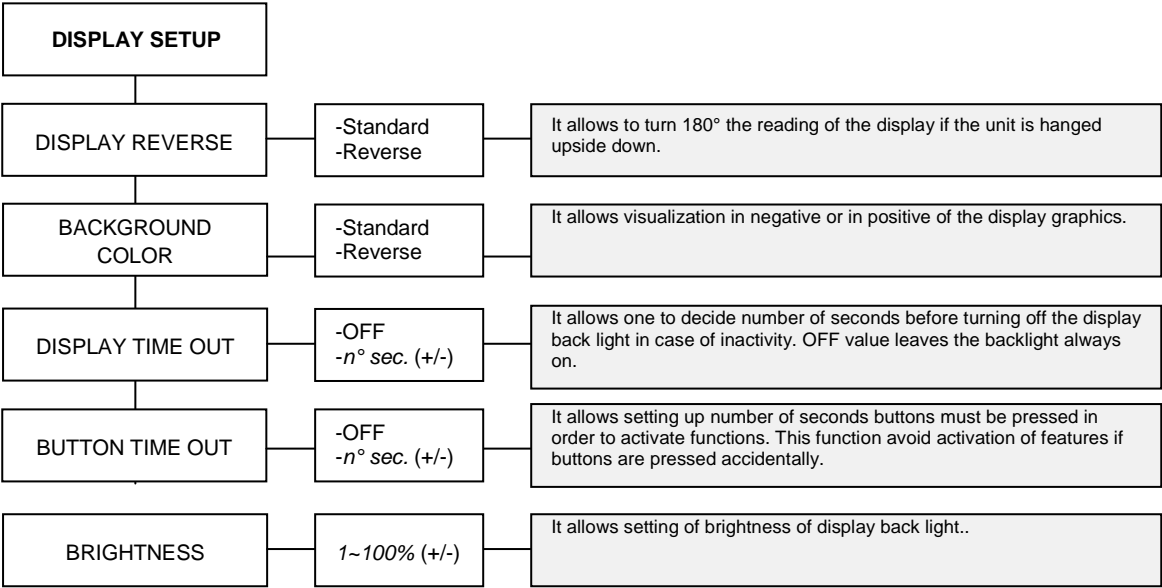 DISPLAY SETUP
DISPLAY REVERSE
-Standard
-Reverse
It allows to turn 180° the reading of the display if the unit is hanged
upside down.
BACKGROUND
COLOR
-Standard
-Reverse
It allows visualization in negative or in positive of the display graphics.
DISPLAY TIME OUT
-OFF
-n° sec. (+/-)
It allows one to decide number of seconds before turning off the display
back light in case of inactivity. OFF value leaves the backlight always
on.
BUTTON TIME OUT
-OFF
-n° sec. (+/-)
It allows setting up number of seconds buttons must be pressed in
order to activate functions. This function avoid activation of features if
buttons are pressed accidentally.
BRIGHTNESS
1~100% (+/-)
It allows setting of brightness of display back light..